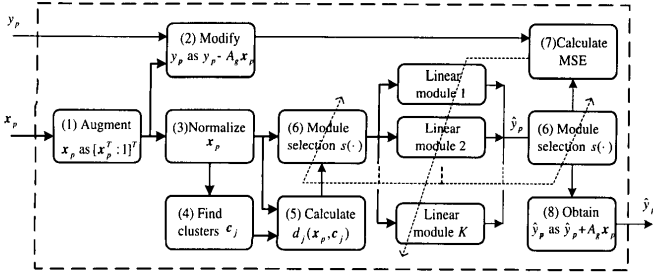 y_p
(2) Modify
y_p as y_p - A_g x_p
(7)Calculate
MSE
x_p
(1) Augment
x_p as [x_p^T : 1]^T
(3)Normalize
x_p
(6) Module
selection s(·)
Linear
module 1
Linear
module 2
Linear
module K
ŷ_p
(6) Module
selection s(·)
(4) Find
clusters c_j
(5) Calculate
d_j(x_p,c_j)
(8) Obtain
ŷ_p as ŷ_p+A_g x_p